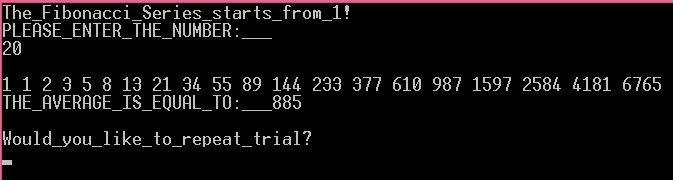 The_Fibonacci_Series_starts_from_1!
PLEASE_ENTER_THE_NUMBER:___
20
1 1 2 3 5 8 13 21 34 55 89 144 233 377 610 987 1597 2584 4181 6765
THE_AVERAGE_IS_EQUAL_TO:___885
Would_you_like_to_repeat_trial?